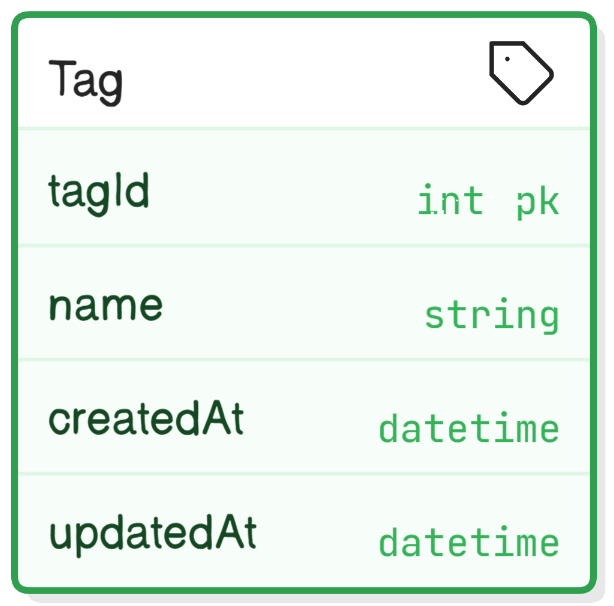 Tag
tagId int pk
name string
createdAt datetime
updatedAt datetime